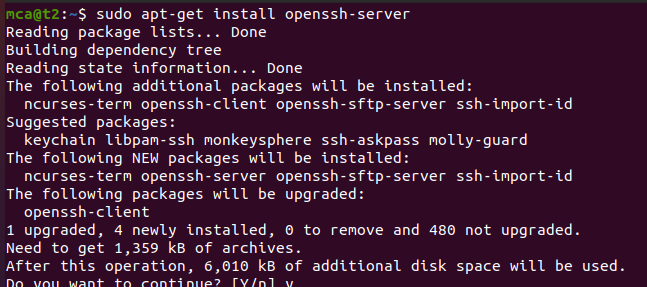 mca@t2:~$ sudo apt-get install openssh-server
Reading package lists... Done
Building dependency tree
Reading state information... Done
The following additional packages will be installed:
  ncurses-term openssh-client openssh-sftp-server ssh-import-id
Suggested packages:
  keychain libpam-ssh monkeysphere ssh-askpass molly-guard
The following NEW packages will be installed:
  ncurses-term openssh-server openssh-sftp-server ssh-import-id
The following packages will be upgraded:
  openssh-client
1 upgraded, 4 newly installed, 0 to remove and 480 not upgraded.
Need to get 1,359 kB of archives.
After this operation, 6,010 kB of additional disk space will be used.
Do you want to continue? [Y/n] y